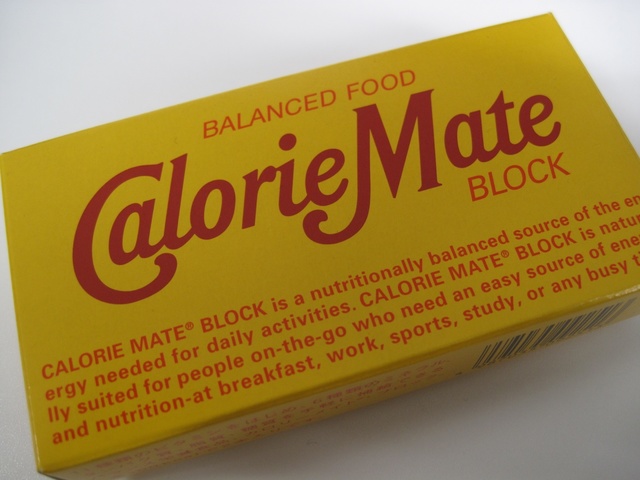 BALANCED FOOD
CalorieMate
BLOCK
CALORIE MATE® BLOCK is a nutritionally balanced source of the en
ergy needed for daily activities. CALORIE MATE® BLOCK is natu
lly suited for people on-the-go who need an easy source of ene
and nutrition-at breakfast, work, sports, study, or any busy